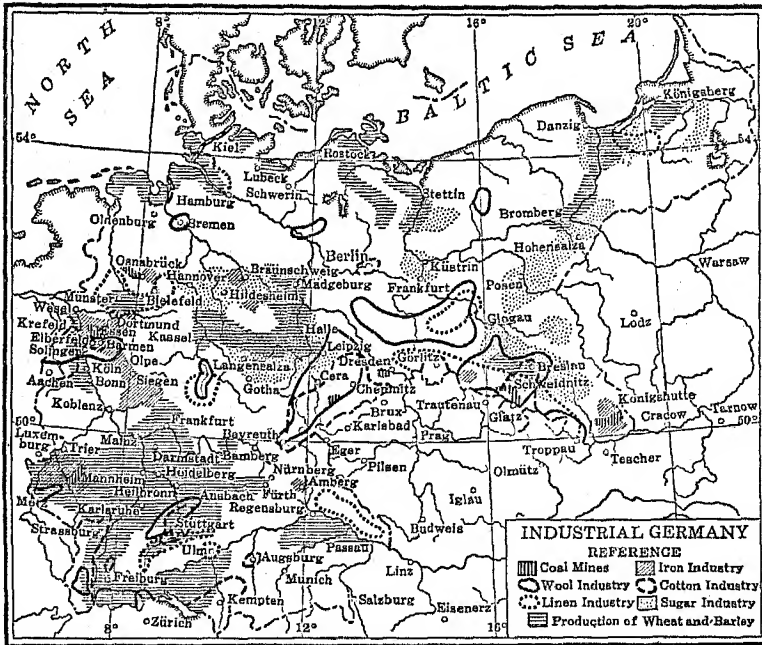 8° 16° 20°
NORTH SEA
BALTIC SEA
Königsberg
Danzig
54° 54°
Kiel
Rostock
Lubeck
Schwerin
Hamburg
Stettin
Bromberg
Oldenburg Bremen
Hohensalza
Berlin
Warsaw
Osnabrück
Hannover Braunschweig
Küstrin
Madgeburg
Frankfurt Posen
Münster Bielefeld
Hildesheim
Wesel
Glogau
Lodz
Krefeld Essen Dortmund
Halle
Elberfeld Barmen
Kassel
Leipzig
Solingen
Dresden Görlitz
Köln Olpe
Langensalza
Breslau
Aachen Bonn Siegen
Gotha
Cera Chemnitz
Schweidnitz
Koblenz
Brux Trautenau
Königshutte
Frankfurt
Karlsbad
Glatz
Cracow Tarnow
50° 50°
Mainz
Bayreuth
Prag
Luxemburg
Trier
Darmstadt Bamberg
Eger
Troppau
Tescher
Pilsen
Olmütz
Mannheim Heidelberg
Nürnberg
Heilbronn
Ansbach Fürth Amberg
Iglau
Metz Karlsruhe
Regensburg
Strassburg
Stuttgart
Budweis
Ulm
Passau
Augsburg
Linz
Freiburg
Munich
Kempten
Salzburg
Eisenerz
Zürich
8° 12° 16°
INDUSTRIAL GERMANY
REFERENCE
Coal Mines Iron Industry
Wool Industry Cotton Industry
Linen Industry Sugar Industry
Production of Wheat and Barley